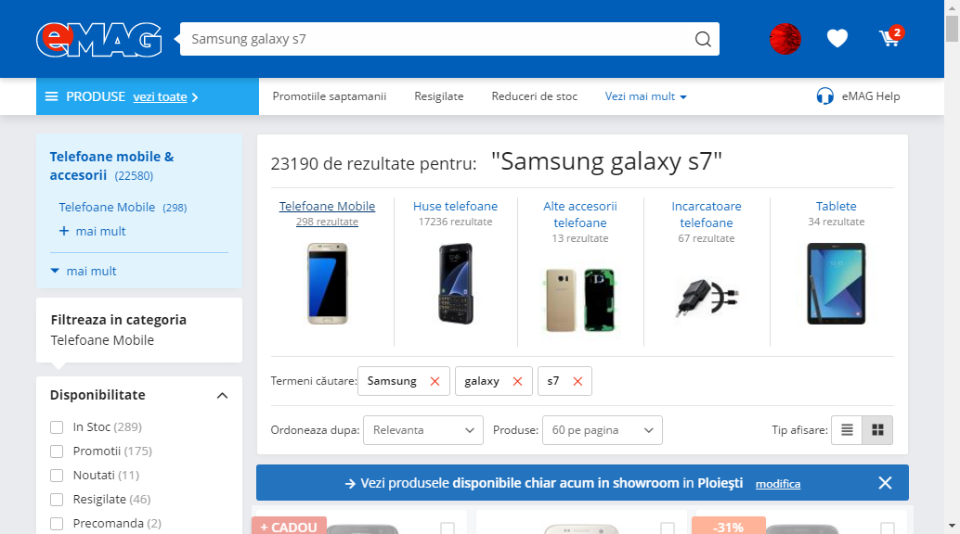 eMAG
Samsung galaxy s7
2
PRODUSE vezi toate
Promotiile saptamanii
Resigilate
Reduceri de stoc
Vezi mai mult
eMAG Help
Telefoane mobile &
accesorii (22580)
Telefoane Mobile (298)
+ mai mult
mai mult
Filtreaza in categoria
Telefoane Mobile
Disponibilitate
In Stoc (289)
Promotii (175)
Noutati (11)
Resigilate (46)
Precomanda (2)
23190 de rezultate pentru: "Samsung galaxy s7"
Telefoane Mobile
298 rezultate
Huse telefoane
17236 rezultate
Alte accesorii
telefoane
13 rezultate
Incarcatoare
telefoane
67 rezultate
Tablete
34 rezultate
Termeni căutare: Samsung galaxy s7
Ordoneaza dupa: Relevanta Produse: 60 pe pagina Tip afisare:
→ Vezi produsele disponibile chiar acum in showroom in Ploiești modifica
+ CADOU
-31%